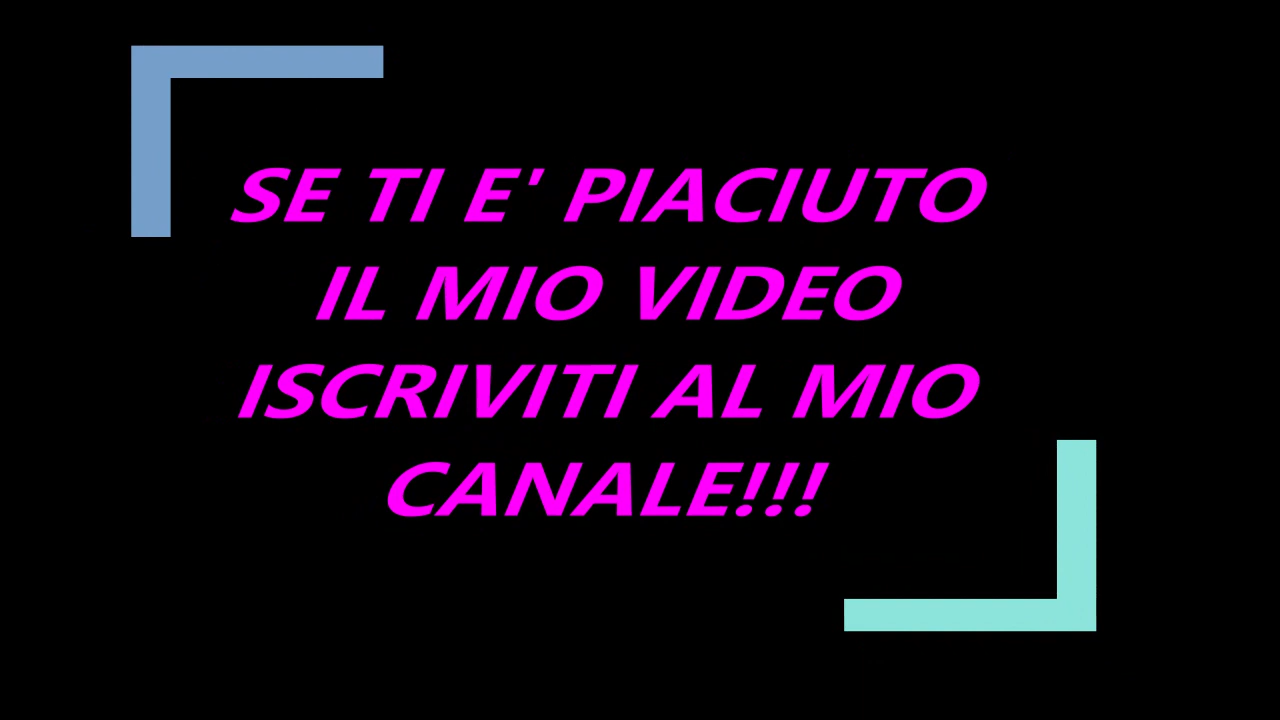 SE TI E' PIACIUTO
IL MIO VIDEO
ISCRIVITI AL MIO
CANALE!!!